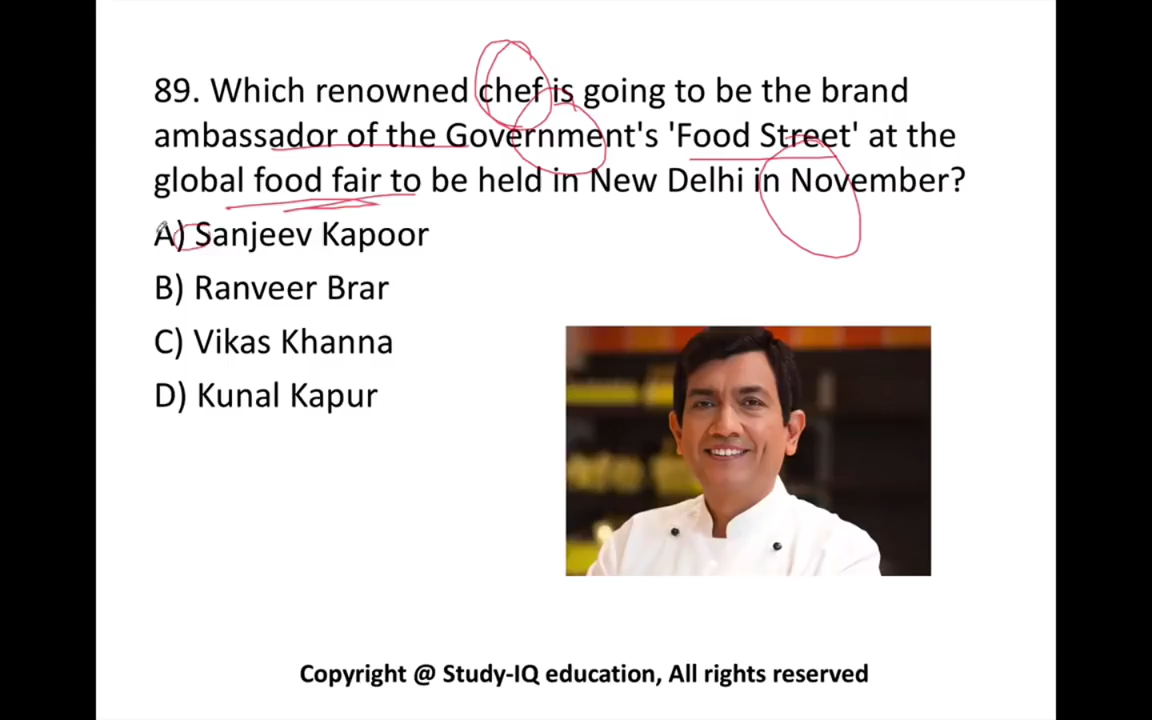 89. Which renowned chef is going to be the brand
ambassador of the Government's 'Food Street' at the
global food fair to be held in New Delhi in November?
A) Sanjeev Kapoor
B) Ranveer Brar
C) Vikas Khanna
D) Kunal Kapur
Copyright @ Study-IQ education, All rights reserved